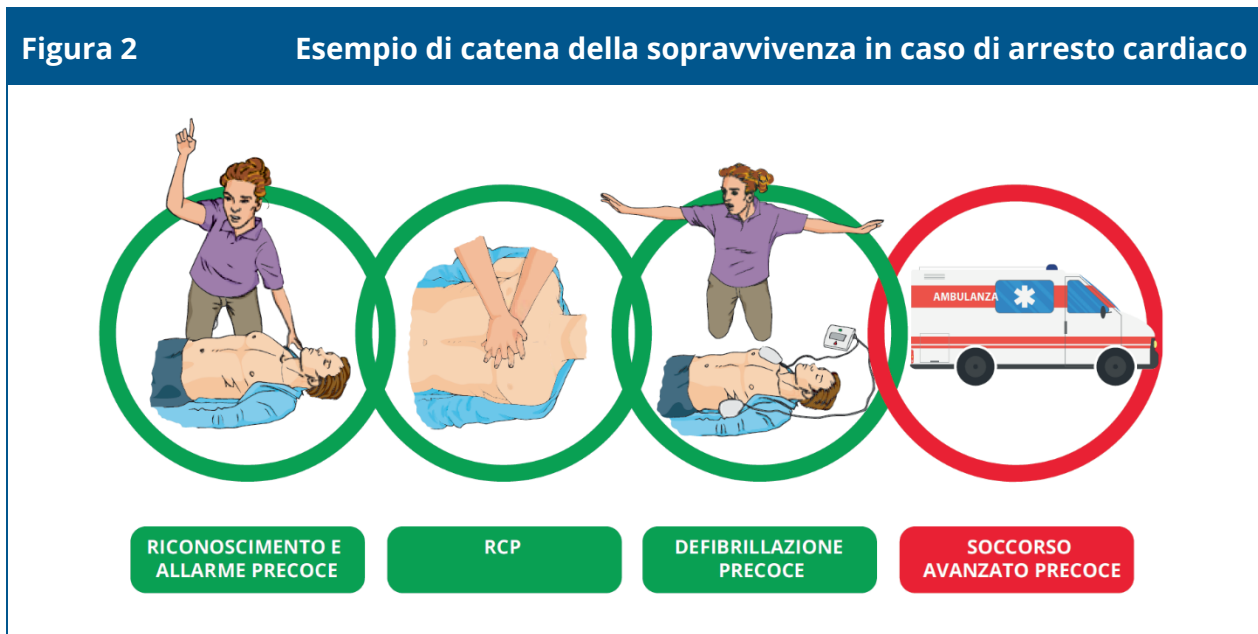 Figura 2 Esempio di catena della sopravvivenza in caso di arresto cardiaco
AMBULANZA
RICONOSCIMENTO E
ALLARME PRECOCE
RCP
DEFIBRILLAZIONE
PRECOCE
SOCCORSO
AVANZATO PRECOCE